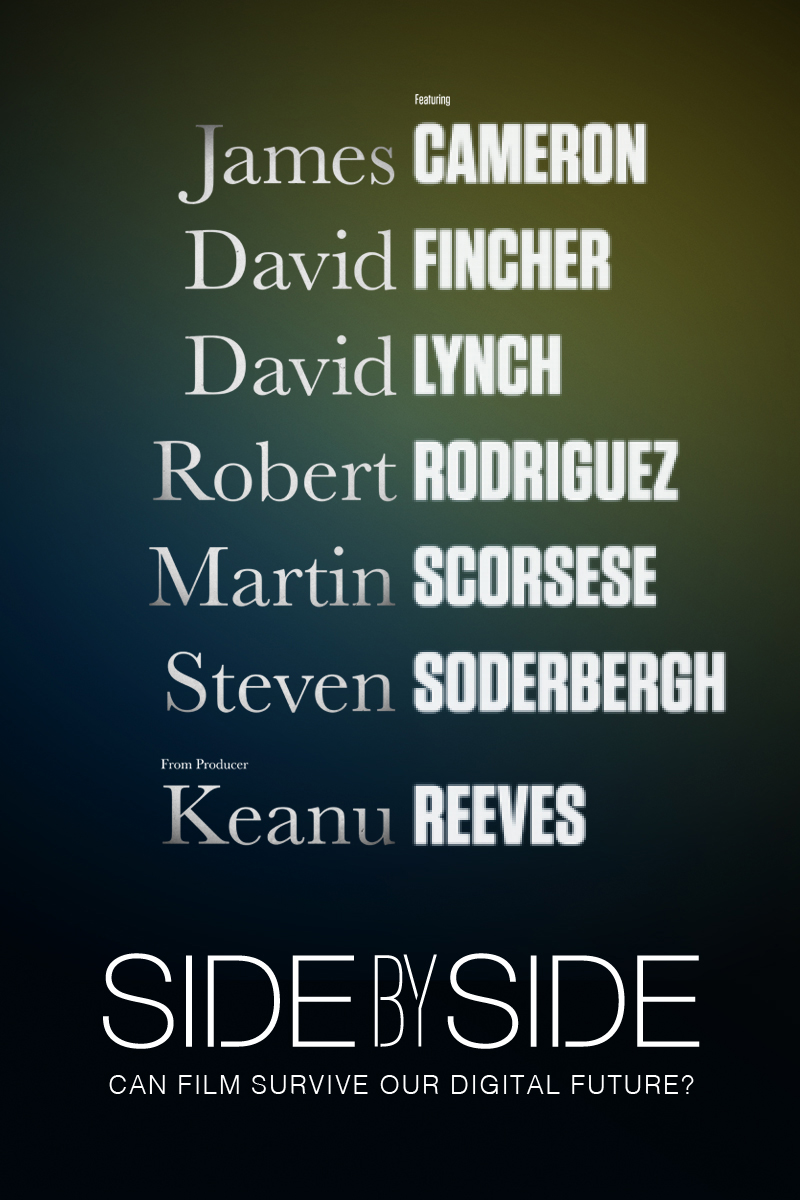 Featuring
James CAMERON
David FINCHER
David LYNCH
Robert RODRIGUEZ
Martin SCORSESE
Steven SODERBERGH
From Producer
Keanu REEVES
SIDE BY SIDE
CAN FILM SURVIVE OUR DIGITAL FUTURE?